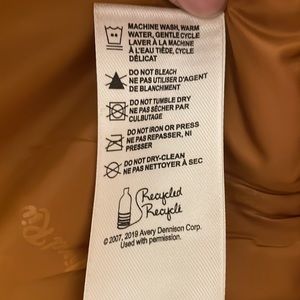 MACHINE WASH, WARM
WATER, GENTLE CYCLE
LAVER À LA MACHINE
À L'EAU TIÈDE, CYCLE
DÉLICAT
DO NOT BLEACH
NE PAS UTILISER D'AGENT
DE BLANCHIMENT
DO NOT TUMBLE DRY
NE PAS SÉCHER PAR
CULBUTAGE
DO NOT IRON OR PRESS
NE PAS REPASSER, NI
PRESSER
DO NOT DRY-CLEAN
NE PAS NETTOYER À SEC
Recycled
Recyclé
© 2007, 2019 Avery Dennison Corp.
Used with permission.